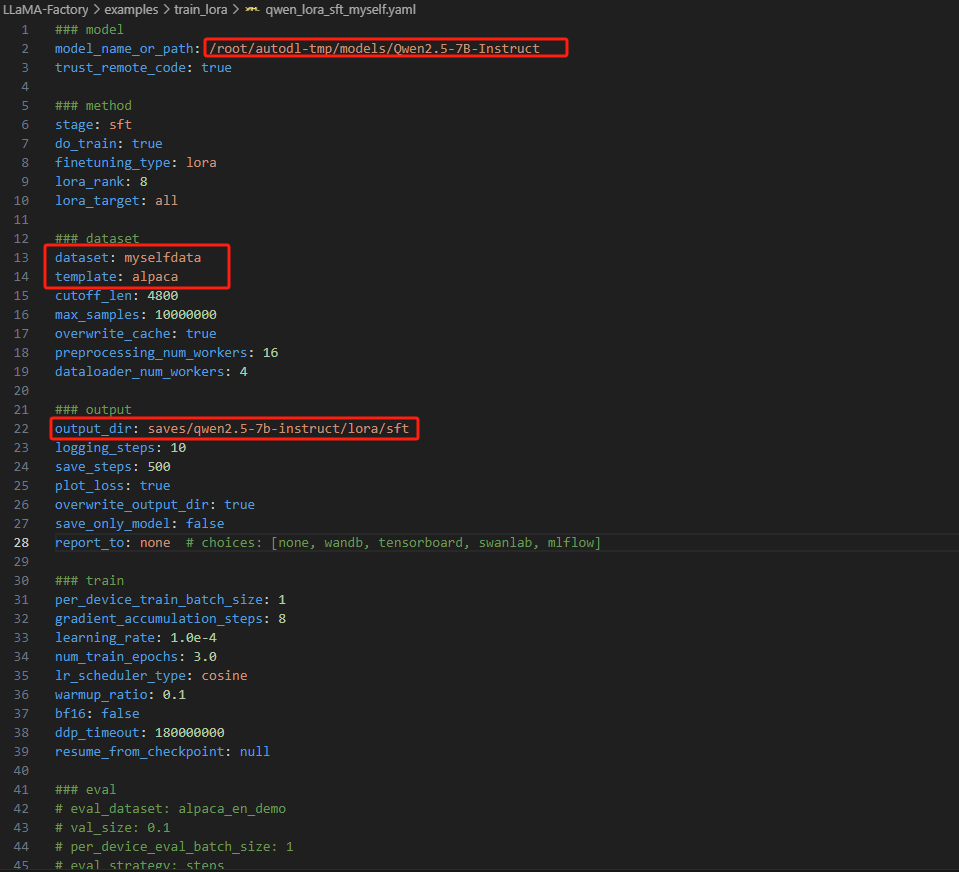 LLaMA-Factory > examples > train_lora > qwen_lora_sft_myself.yaml
1 ### model
2 model_name_or_path: /root/autodl-tmp/models/Qwen2.5-7B-Instruct
3 trust_remote_code: true
4
5 ### method
6 stage: sft
7 do_train: true
8 finetuning_type: lora
9 lora_rank: 8
10 lora_target: all
11
12 ### dataset
13 dataset: myselfdata
14 template: alpaca
15 cutoff_len: 4800
16 max_samples: 10000000
17 overwrite_cache: true
18 preprocessing_num_workers: 16
19 dataloader_num_workers: 4
20
21 ### output
22 output_dir: saves/qwen2.5-7b-instruct/lora/sft
23 logging_steps: 10
24 save_steps: 500
25 plot_loss: true
26 overwrite_output_dir: true
27 save_only_model: false
28 report_to: none  # choices: [none, wandb, tensorboard, swanlab, mlflow]
29
30 ### train
31 per_device_train_batch_size: 1
32 gradient_accumulation_steps: 8
33 learning_rate: 1.0e-4
34 num_train_epochs: 3.0
35 lr_scheduler_type: cosine
36 warmup_ratio: 0.1
37 bf16: false
38 ddp_timeout: 180000000
39 resume_from_checkpoint: null
40
41 ### eval
42 # eval_dataset: alpaca_en_demo
43 # val_size: 0.1
44 # per_device_eval_batch_size: 1
45 # eval_strategy: steps